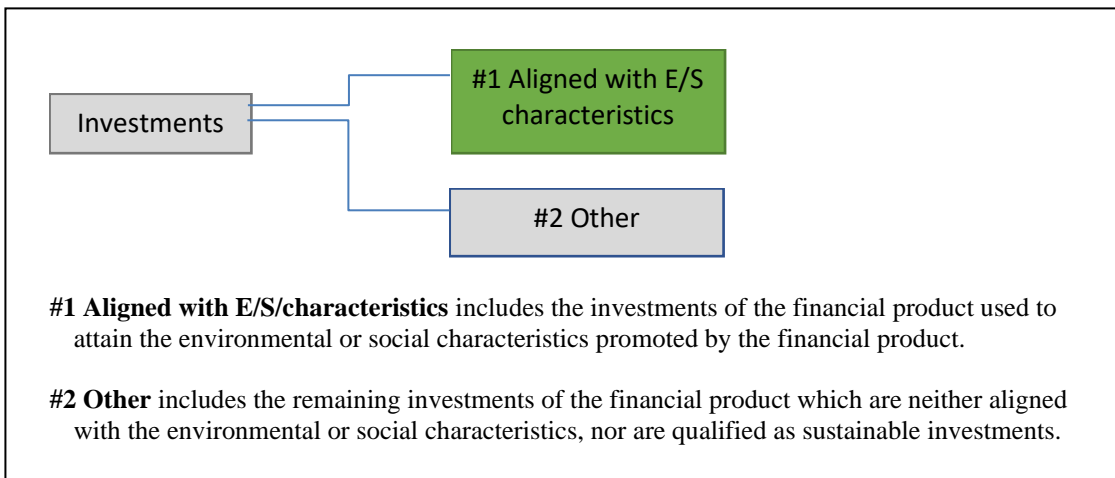 #1 Aligned with E/S
characteristics
Investments
#2 Other
#1 Aligned with E/S/characteristics includes the investments of the financial product used to
attain the environmental or social characteristics promoted by the financial product.
#2 Other includes the remaining investments of the financial product which are neither aligned
with the environmental or social characteristics, nor are qualified as sustainable investments.